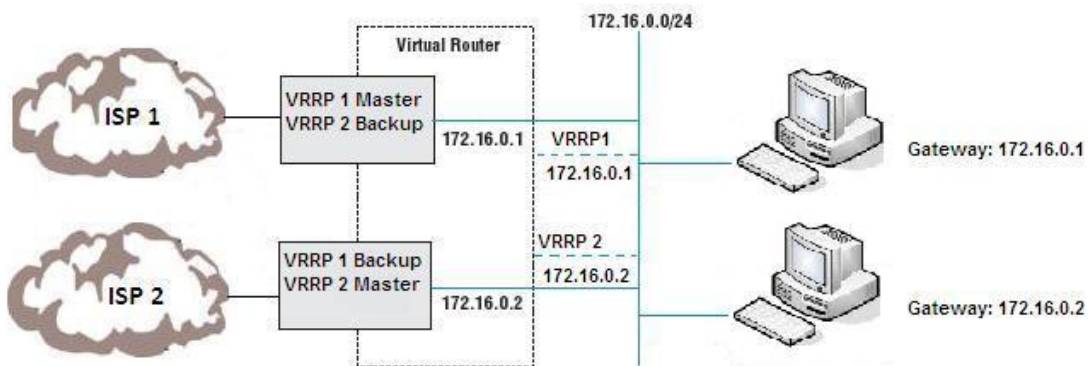 172.16.0.0/24
Virtual Router
ISP 1
VRRP 1 Master
VRRP 2 Backup
172.16.0.1
VRRP1
172.16.0.1
Gateway: 172.16.0.1
ISP 2
VRRP 1 Backup
VRRP 2 Master
172.16.0.2
VRRP 2
172.16.0.2
Gateway: 172.16.0.2